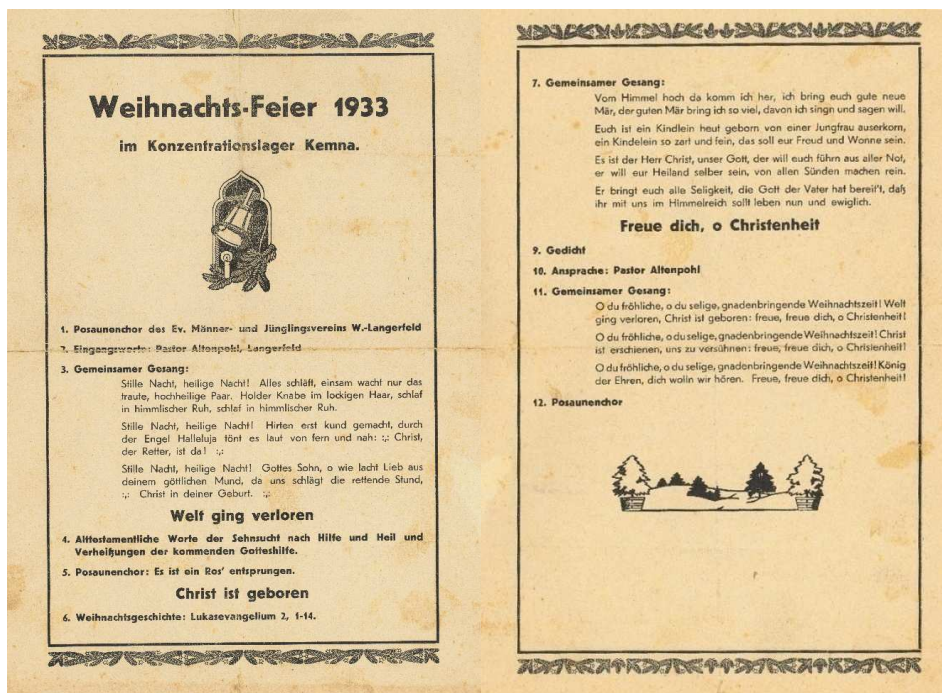 Weihnachts-Feier 1933
im Konzentrationslager Kemna.
1. Posaunenchor des Ev. Männer- und Jünglingsvereins W.-Langerfeld
2. Eingangsworte: Pastor Altenpohl, Langerfeld
3. Gemeinsamer Gesang:
Stille Nacht, heilige Nacht! Alles schläft, einsam wacht nur das
traute, hochheilige Paar. Holder Knabe im lockigen Haar, schlaf
in himmlischer Ruh, schlaf in himmlischer Ruh.
Stille Nacht, heilige Nacht! Hirten erst kund gemacht, durch
der Engel Halleluja tönt es laut von fern und nah: :,: Christ,
der Retter, ist da! :,:
Stille Nacht, heilige Nacht! Gottes Sohn, o wie lacht Lieb aus
deinem göttlichen Mund, da uns schlägt die rettende Stund,
:,: Christ in deiner Geburt. :,:
Welt ging verloren
4. Alttestamentliche Worte der Sehnsucht nach Hilfe und Heil und
Verheißungen der kommenden Gotteshilfe.
5. Posaunenchor: Es ist ein Ros' entsprungen.
Christ ist geboren
6. Weihnachtsgeschichte: Lukasevangelium 2, 1-14.
7. Gemeinsamer Gesang:
Vom Himmel hoch da komm ich her, ich bring euch gute neue
Mär, der guten Mär bring ich so viel, davon ich singn und sagen will.
Euch ist ein Kindlein heut geborn von einer Jungfrau auserkorn,
ein Kindelein so zart und fein, das soll eur Freud und Wonne sein.
Es ist der Herr Christ, unser Gott, der will euch führn aus aller Not,
er will eur Heiland selber sein, von allen Sünden machen rein.
Er bringt euch alle Seligkeit, die Gott der Vater hat bereit't, daß
ihr mit uns im Himmelreich sollt leben nun und ewiglich.
Freue dich, o Christenheit
9. Gedicht
10. Ansprache: Pastor Altenpohl
11. Gemeinsamer Gesang:
O du fröhliche, o du selige, gnadenbringende Weihnachtszeit! Welt
ging verloren, Christ ist geboren: freue, freue dich, o Christenheit!
O du fröhliche, o du selige, gnadenbringende Weihnachtszeit! Christ
ist erschienen, uns zu versühnen: freue, freue dich, o Christenheit!
O du fröhliche, o du selige, gnadenbringende Weihnachtszeit! König
der Ehren, dich wolln wir hören. Freue, freue dich, o Christenheit!
12. Posaunenchor